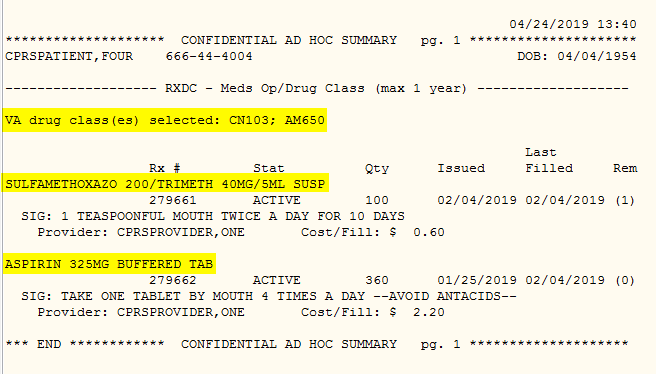 04/24/2019 13:40
******************** CONFIDENTIAL AD HOC SUMMARY pg. 1 *********************
CPRSPATIENT,FOUR 666-44-4004 DOB: 04/04/1954
------------------- RXDC - Meds Op/Drug Class (max 1 year) -------------------
VA drug class(es) selected: CN103; AM650
Last
Rx # Stat Qty Issued Filled Rem
SULFAMETHOXAZO 200/TRIMETH 40MG/5ML SUSP
279661 ACTIVE 100 02/04/2019 02/04/2019 (1)
SIG: 1 TEASPOONFUL MOUTH TWICE A DAY FOR 10 DAYS
Provider: CPRSPROVIDER,ONE Cost/Fill: $ 0.60
ASPIRIN 325MG BUFFERED TAB
279662 ACTIVE 360 01/25/2019 02/04/2019 (0)
SIG: TAKE ONE TABLET BY MOUTH 4 TIMES A DAY --AVOID ANTACIDS--
Provider: CPRSPROVIDER,ONE Cost/Fill: $ 2.20
*** END ************ CONFIDENTIAL AD HOC SUMMARY pg. 1 ********************